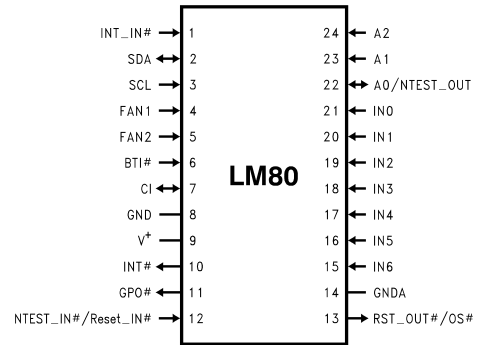 INT_IN# 1 24 A2
SDA 2 23 A1
SCL 3 22 A0/NTEST_OUT
FAN1 4 21 IN0
FAN2 5 20 IN1
BTI# 6 19 IN2
CI 7 18 IN3
LM80
GND 8 17 IN4
V+ 9 16 IN5
INT# 10 15 IN6
GPO# 11 14 GNDA
NTEST_IN#/Reset_IN# 12 13 RST_OUT#/OS#